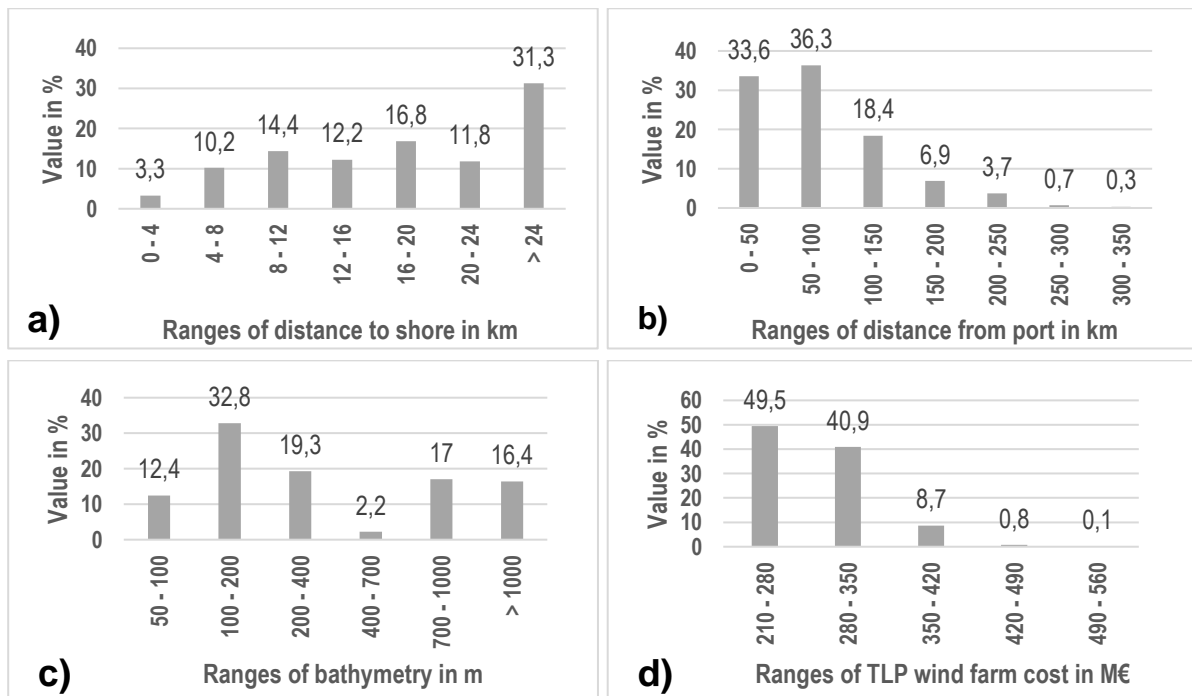 Value in %
40
30
20
10
0
3,3
10,2
14,4
12,2
16,8
11,8
31,3
0 - 4
4 - 8
8 - 12
12 - 16
16 - 20
20 - 24
> 24
a)
Ranges of distance to shore in km
Value in %
40
30
20
10
0
33,6
36,3
18,4
6,9
3,7
0,7
0,3
0 - 50
50 - 100
100 - 150
150 - 200
200 - 250
250 - 300
300 - 350
b)
Ranges of distance from port in km
Value in %
40
30
20
10
0
12,4
32,8
19,3
2,2
17
16,4
50 - 100
100 - 200
200 - 400
400 - 700
700 - 1000
> 1000
c)
Ranges of bathymetry in m
Value in %
60
50
40
30
20
10
0
49,5
40,9
8,7
0,8
0,1
210 - 280
280 - 350
350 - 420
420 - 490
490 - 560
d)
Ranges of TLP wind farm cost in M€